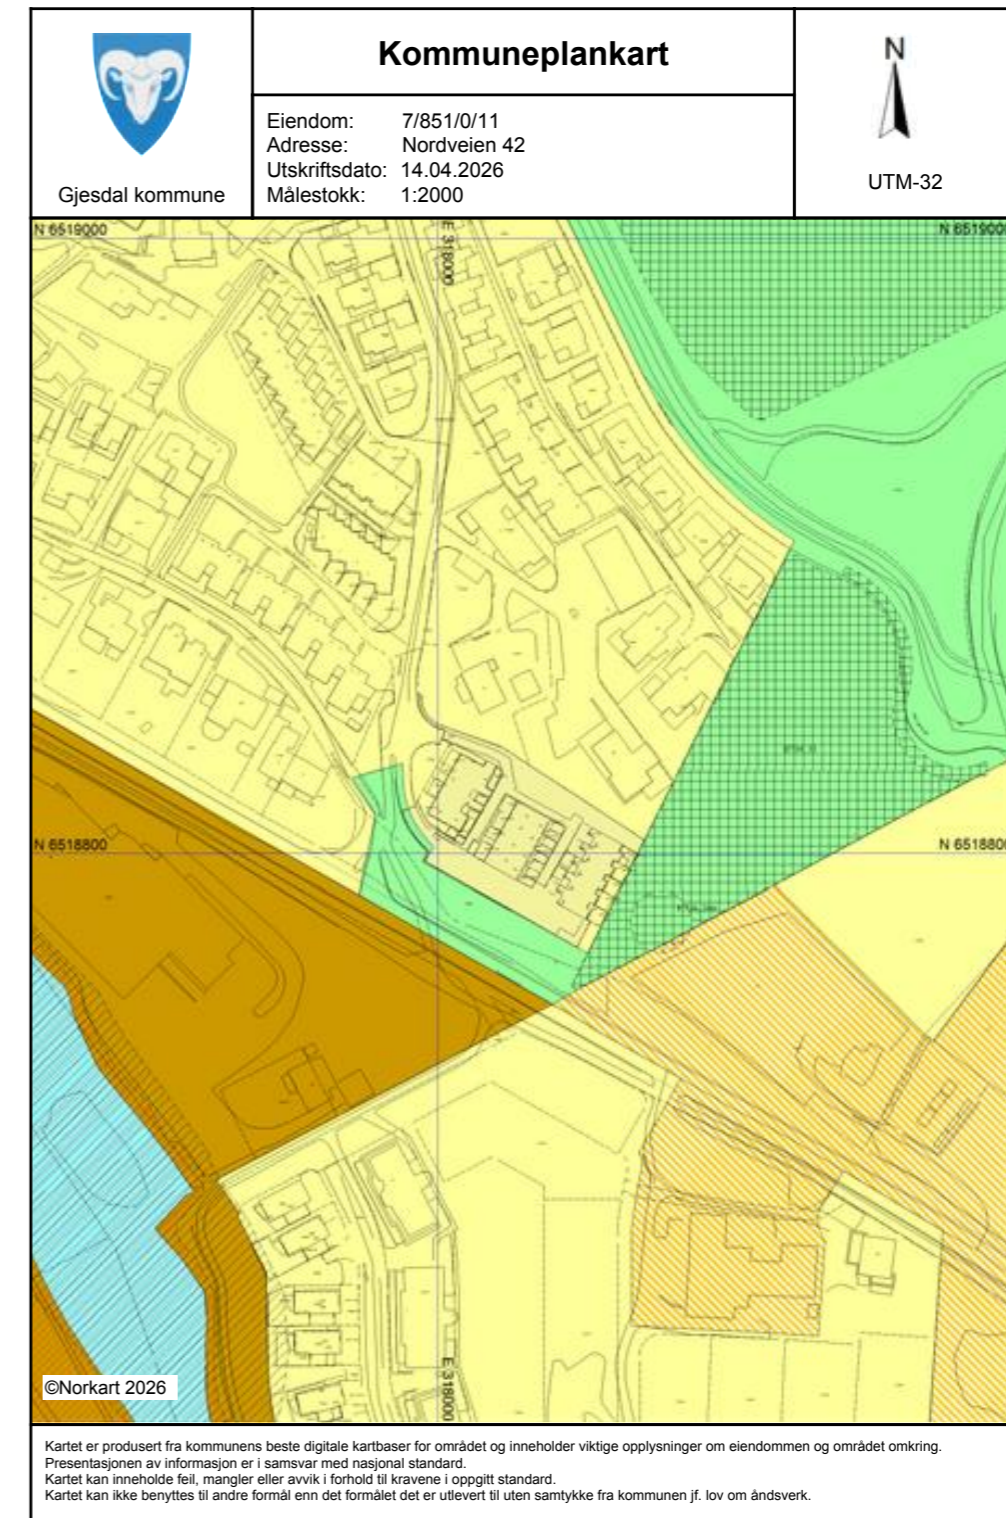 Kommuneplankart
Eiendom: 7/851/0/11
Adresse: Nordveien 42
Utskriftsdato: 14.04.2026
Målestokk: 1:2000
Gjesdal kommune
N
UTM-32
N 6519000
E 318000
N 6519000
N 6518800
N 6518800
E 318000
©Norkart 2026
Kartet er produsert fra kommunens beste digitale kartbaser for området og inneholder viktige opplysninger om eiendommen og området omkring.
Presentasjonen av informasjon er i samsvar med nasjonal standard.
Kartet kan inneholde feil, mangler eller avvik i forhold til kravene i oppgitt standard.
Kartet kan ikke benyttes til andre formål enn det formålet det er utlevert til uten samtykke fra kommunen jf. lov om åndsverk.